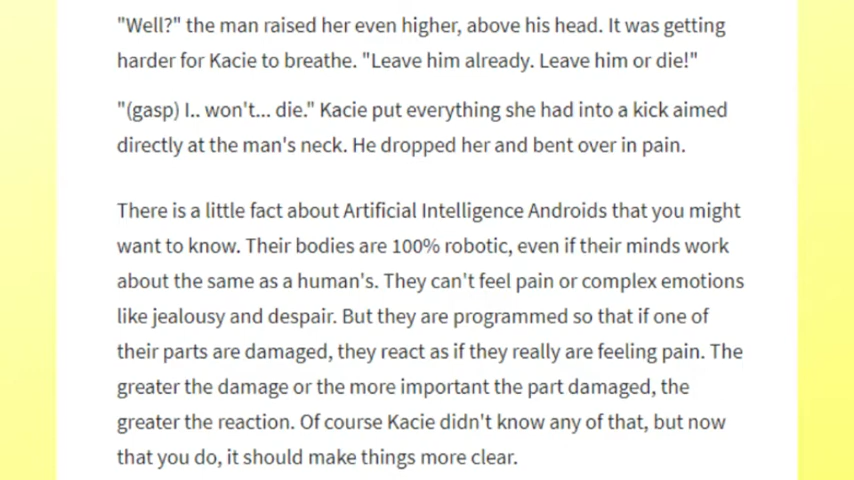 "Well?" the man raised her even higher, above his head. It was getting
harder for Kacie to breathe. "Leave him already. Leave him or die!"
"(gasp) I.. won't... die." Kacie put everything she had into a kick aimed
directly at the man's neck. He dropped her and bent over in pain.
There is a little fact about Artificial Intelligence Androids that you might
want to know. Their bodies are 100% robotic, even if their minds work
about the same as a human's. They can't feel pain or complex emotions
like jealousy and despair. But they are programmed so that if one of
their parts are damaged, they react as if they really are feeling pain. The
greater the damage or the more important the part damaged, the
greater the reaction. Of course Kacie didn't know any of that, but now
that you do, it should make things more clear.